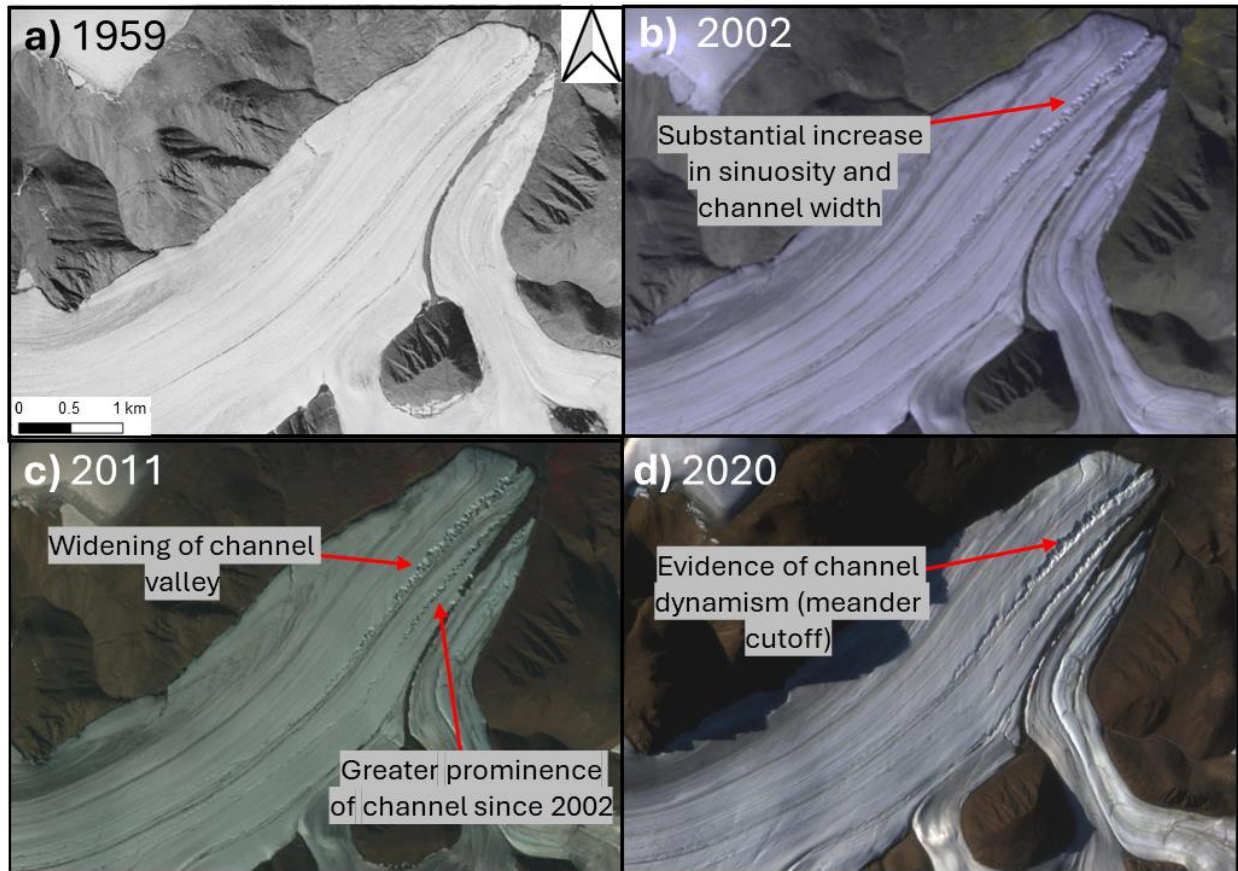 a) 1959
b) 2002
Substantial increase
in sinuosity and
channel width
0 0.5 1 km
c) 2011
Widening of channel
valley
Greater prominence
of channel since 2002
d) 2020
Evidence of channel
dynamism (meander
cutoff)